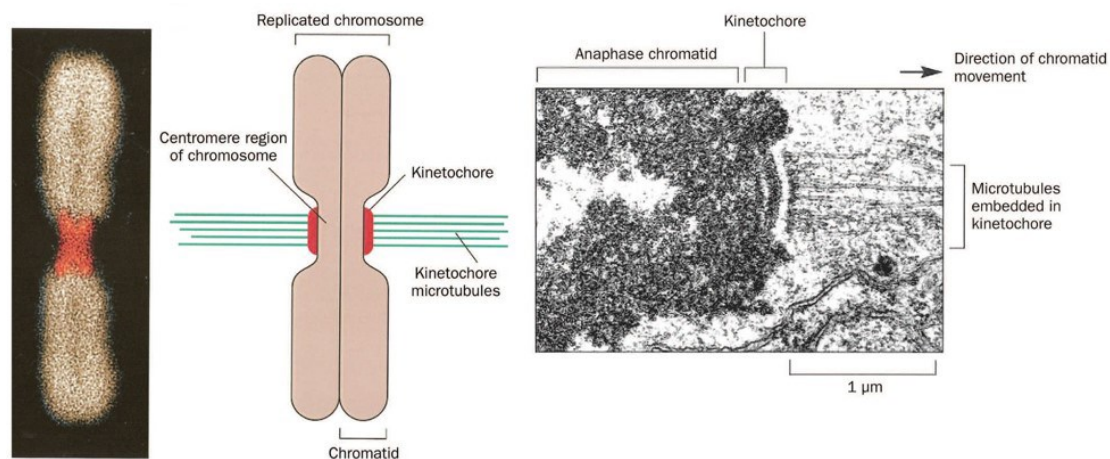 Replicated chromosome
Centromere region
of chromosome
Kinetochore
Kinetochore
microtubules
Chromatid
Kinetochore
Anaphase chromatid
Direction of chromatid
movement
Microtubules
embedded in
kinetochore
1 μm